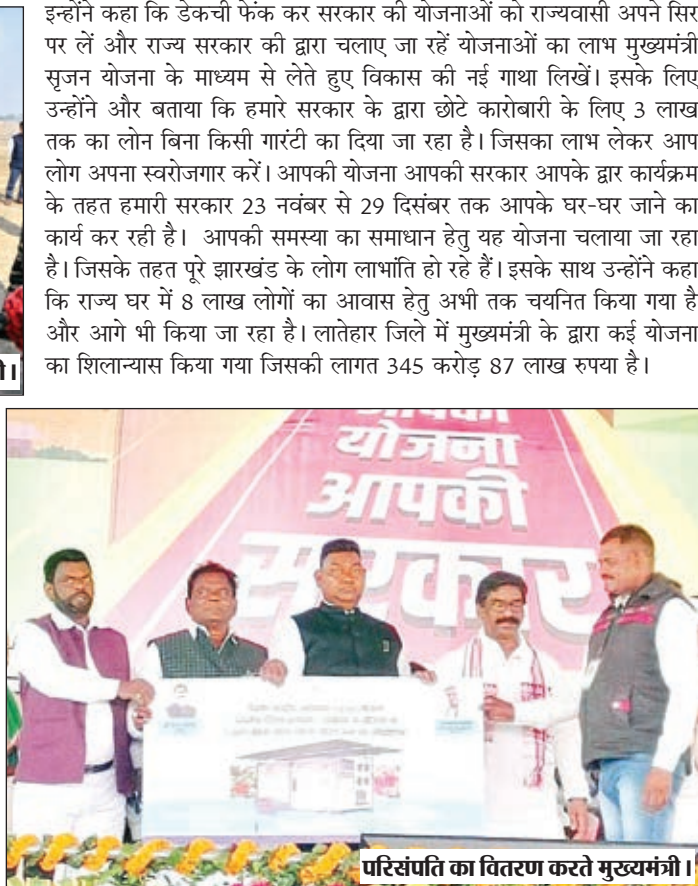 इन्होंने कहा कि डेकची फेंक कर सरकार की योजनाओं को राज्यवासी अपने सिर
पर लें और राज्य सरकार की द्वारा चलाए जा रहें योजनाओं का लाभ मुख्यमंत्री
सृजन योजना के माध्यम से लेते हुए विकास की नई गाथा लिखें। इसके लिए
उन्होंने और बताया कि हमारे सरकार के द्वारा छोटे कारोबारी के लिए 3 लाख
तक का लोन बिना किसी गारंटी का दिया जा रहा है। जिसका लाभ लेकर आप
लोग अपना स्वरोजगार करें। आपकी योजना आपकी सरकार आपके द्वार कार्यक्रम
के तहत हमारी सरकार 23 नवंबर से 29 दिसंबर तक आपके घर-घर जाने का
कार्य कर रही है। आपकी समस्या का समाधान हेतु यह योजना चलाया जा रहा
है। जिसके तहत पूरे झारखंड के लोग लाभांति हो रहे हैं। इसके साथ उन्होंने कहा
कि राज्य घर में 8 लाख लोगों का आवास हेतु अभी तक चयनित किया गया है
और आगे भी किया जा रहा है। लातेहार जिले में मुख्यमंत्री के द्वारा कई योजना
का शिलान्यास किया गया जिसकी लागत 345 करोड़ 87 लाख रुपया है।
आपकी
योजना
आपकी
सरकार
परिसंपति का वितरण करते मुख्यमंत्री।